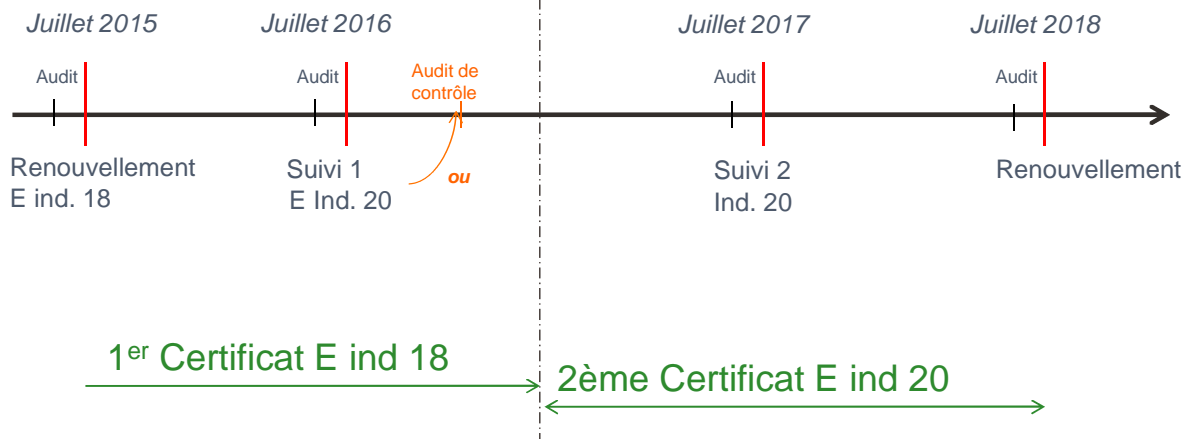 Juillet 2015
Juillet 2016
Juillet 2017
Juillet 2018
Audit
Audit
Audit de
contrôle
Audit
Audit
Renouvellement
E ind. 18
Suivi 1
E Ind. 20
ou
Suivi 2
Ind. 20
Renouvellement
1er Certificat E ind 18
2ème Certificat E ind 20